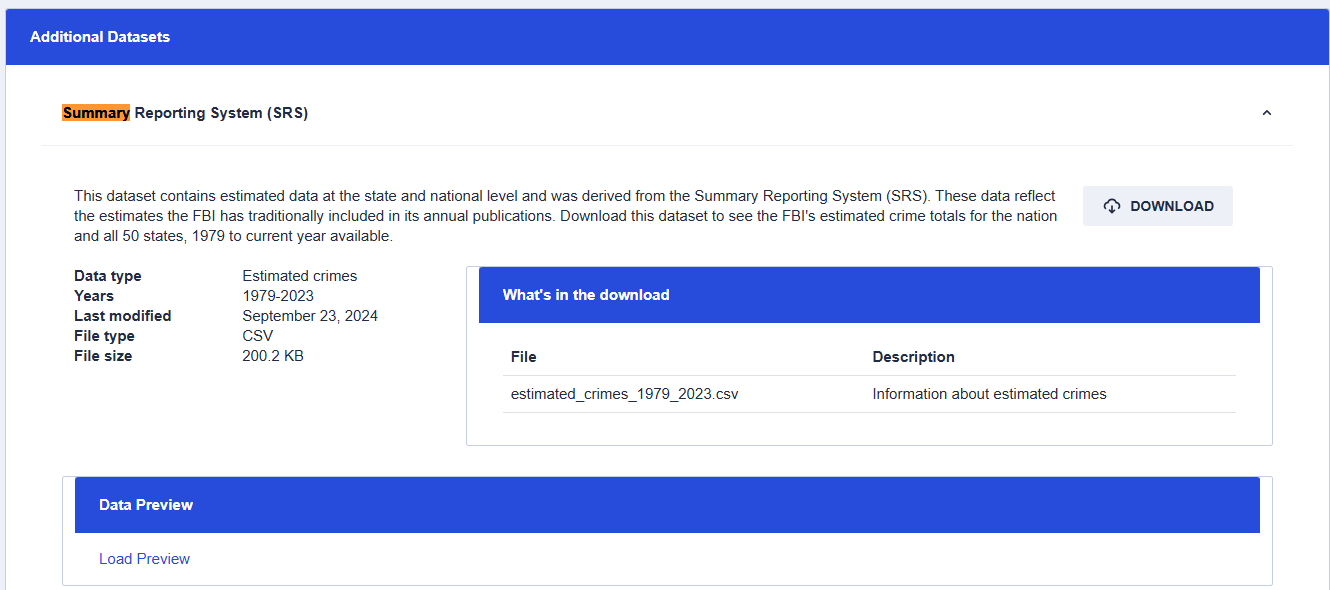 Additional Datasets
Summary Reporting System (SRS)
This dataset contains estimated data at the state and national level and was derived from the Summary Reporting System (SRS). These data reflect
the estimates the FBI has traditionally included in its annual publications. Download this dataset to see the FBI's estimated crime totals for the nation
and all 50 states, 1979 to current year available.
DOWNLOAD
Data type Estimated crimes
Years 1979-2023
Last modified September 23, 2024
File type CSV
File size 200.2 KB
What's in the download
File Description
estimated_crimes_1979_2023.csv Information about estimated crimes
Data Preview
Load Preview